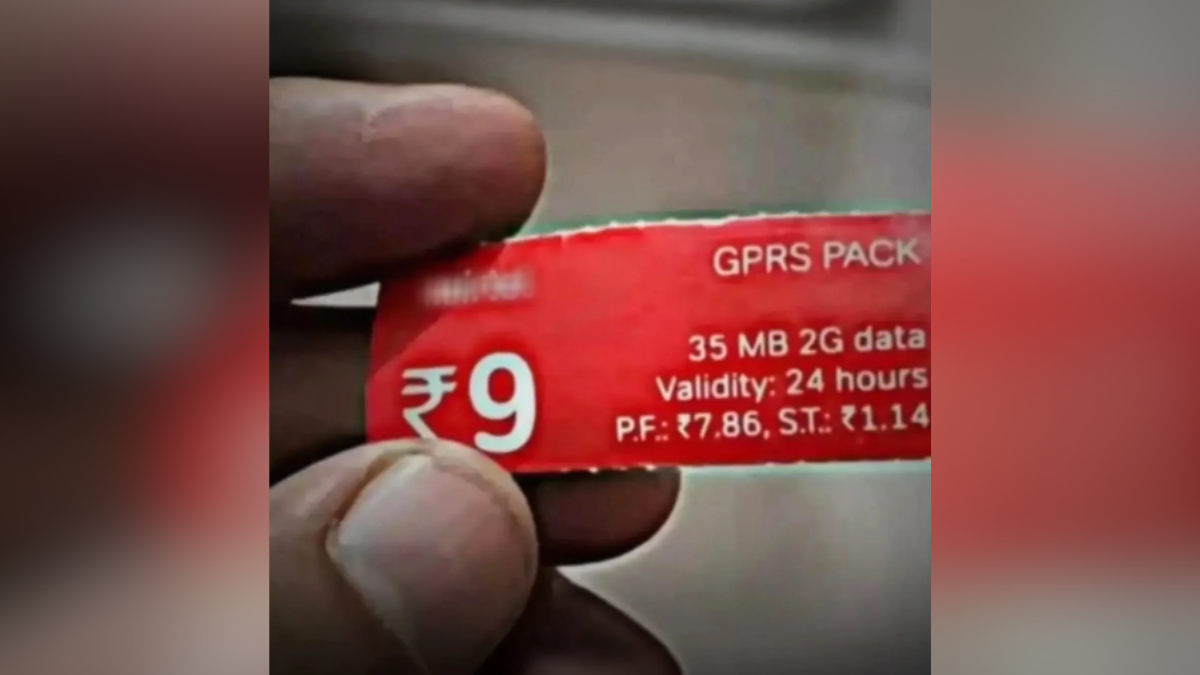 GPRS PACK
₹9
35 MB 2G data
Validity: 24 hours
P.F.: ₹7.86, S.T.: ₹1.14